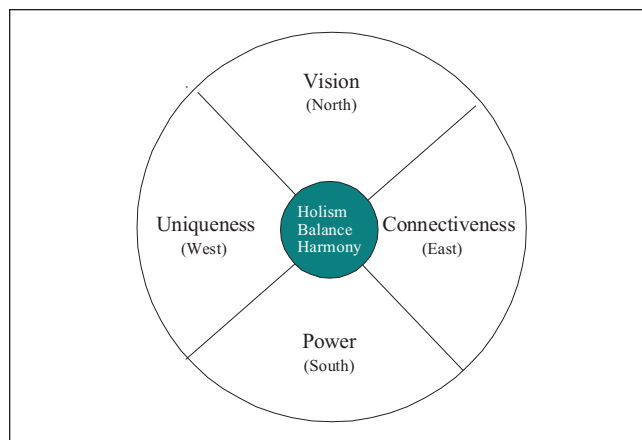 Vision
(North)
Uniqueness
(West)
Holism
Balance
Harmony
Connectiveness
(East)
Power
(South)